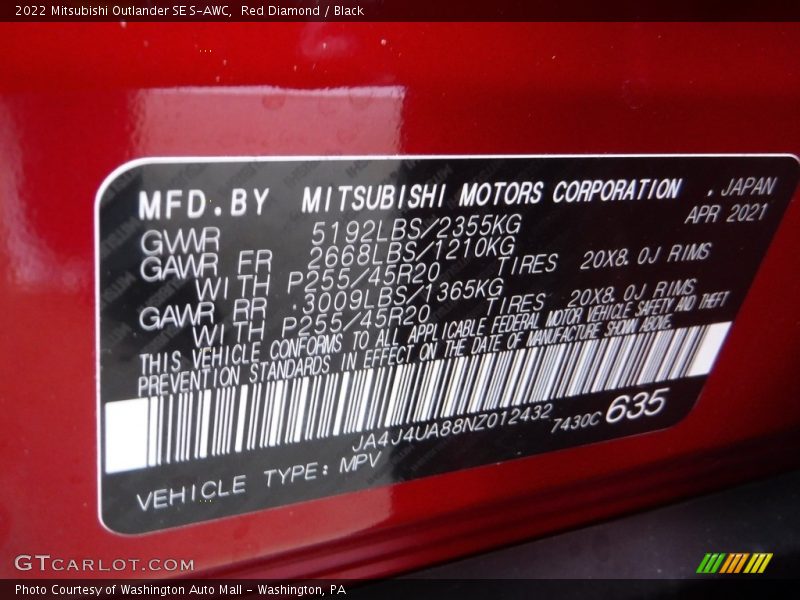 2022 Mitsubishi Outlander SE S-AWC,  Red Diamond / Black
MFD.BY MITSUBISHI MOTORS CORPORATION , JAPAN
APR 2021
GVWR 5192LBS/2355KG
GAWR FR 2668LBS/1210KG
WITH P255/45R20 TIRES 20X8.0J RIMS
GAWR RR 3009LBS/1365KG
WITH P255/45R20 TIRES 20X8.0J RIMS
THIS VEHICLE CONFORMS TO ALL APPLICABLE FEDERAL MOTOR VEHICLE SAFETY AND THEFT
PREVENTION STANDARDS IN EFFECT ON THE DATE OF MANUFACTURE SHOWN ABOVE.
JA4J4UA88NZ012432 7430C 635
VEHICLE TYPE: MPV
GTCARLOT.COM
Photo Courtesy of Washington Auto Mall - Washington, PA